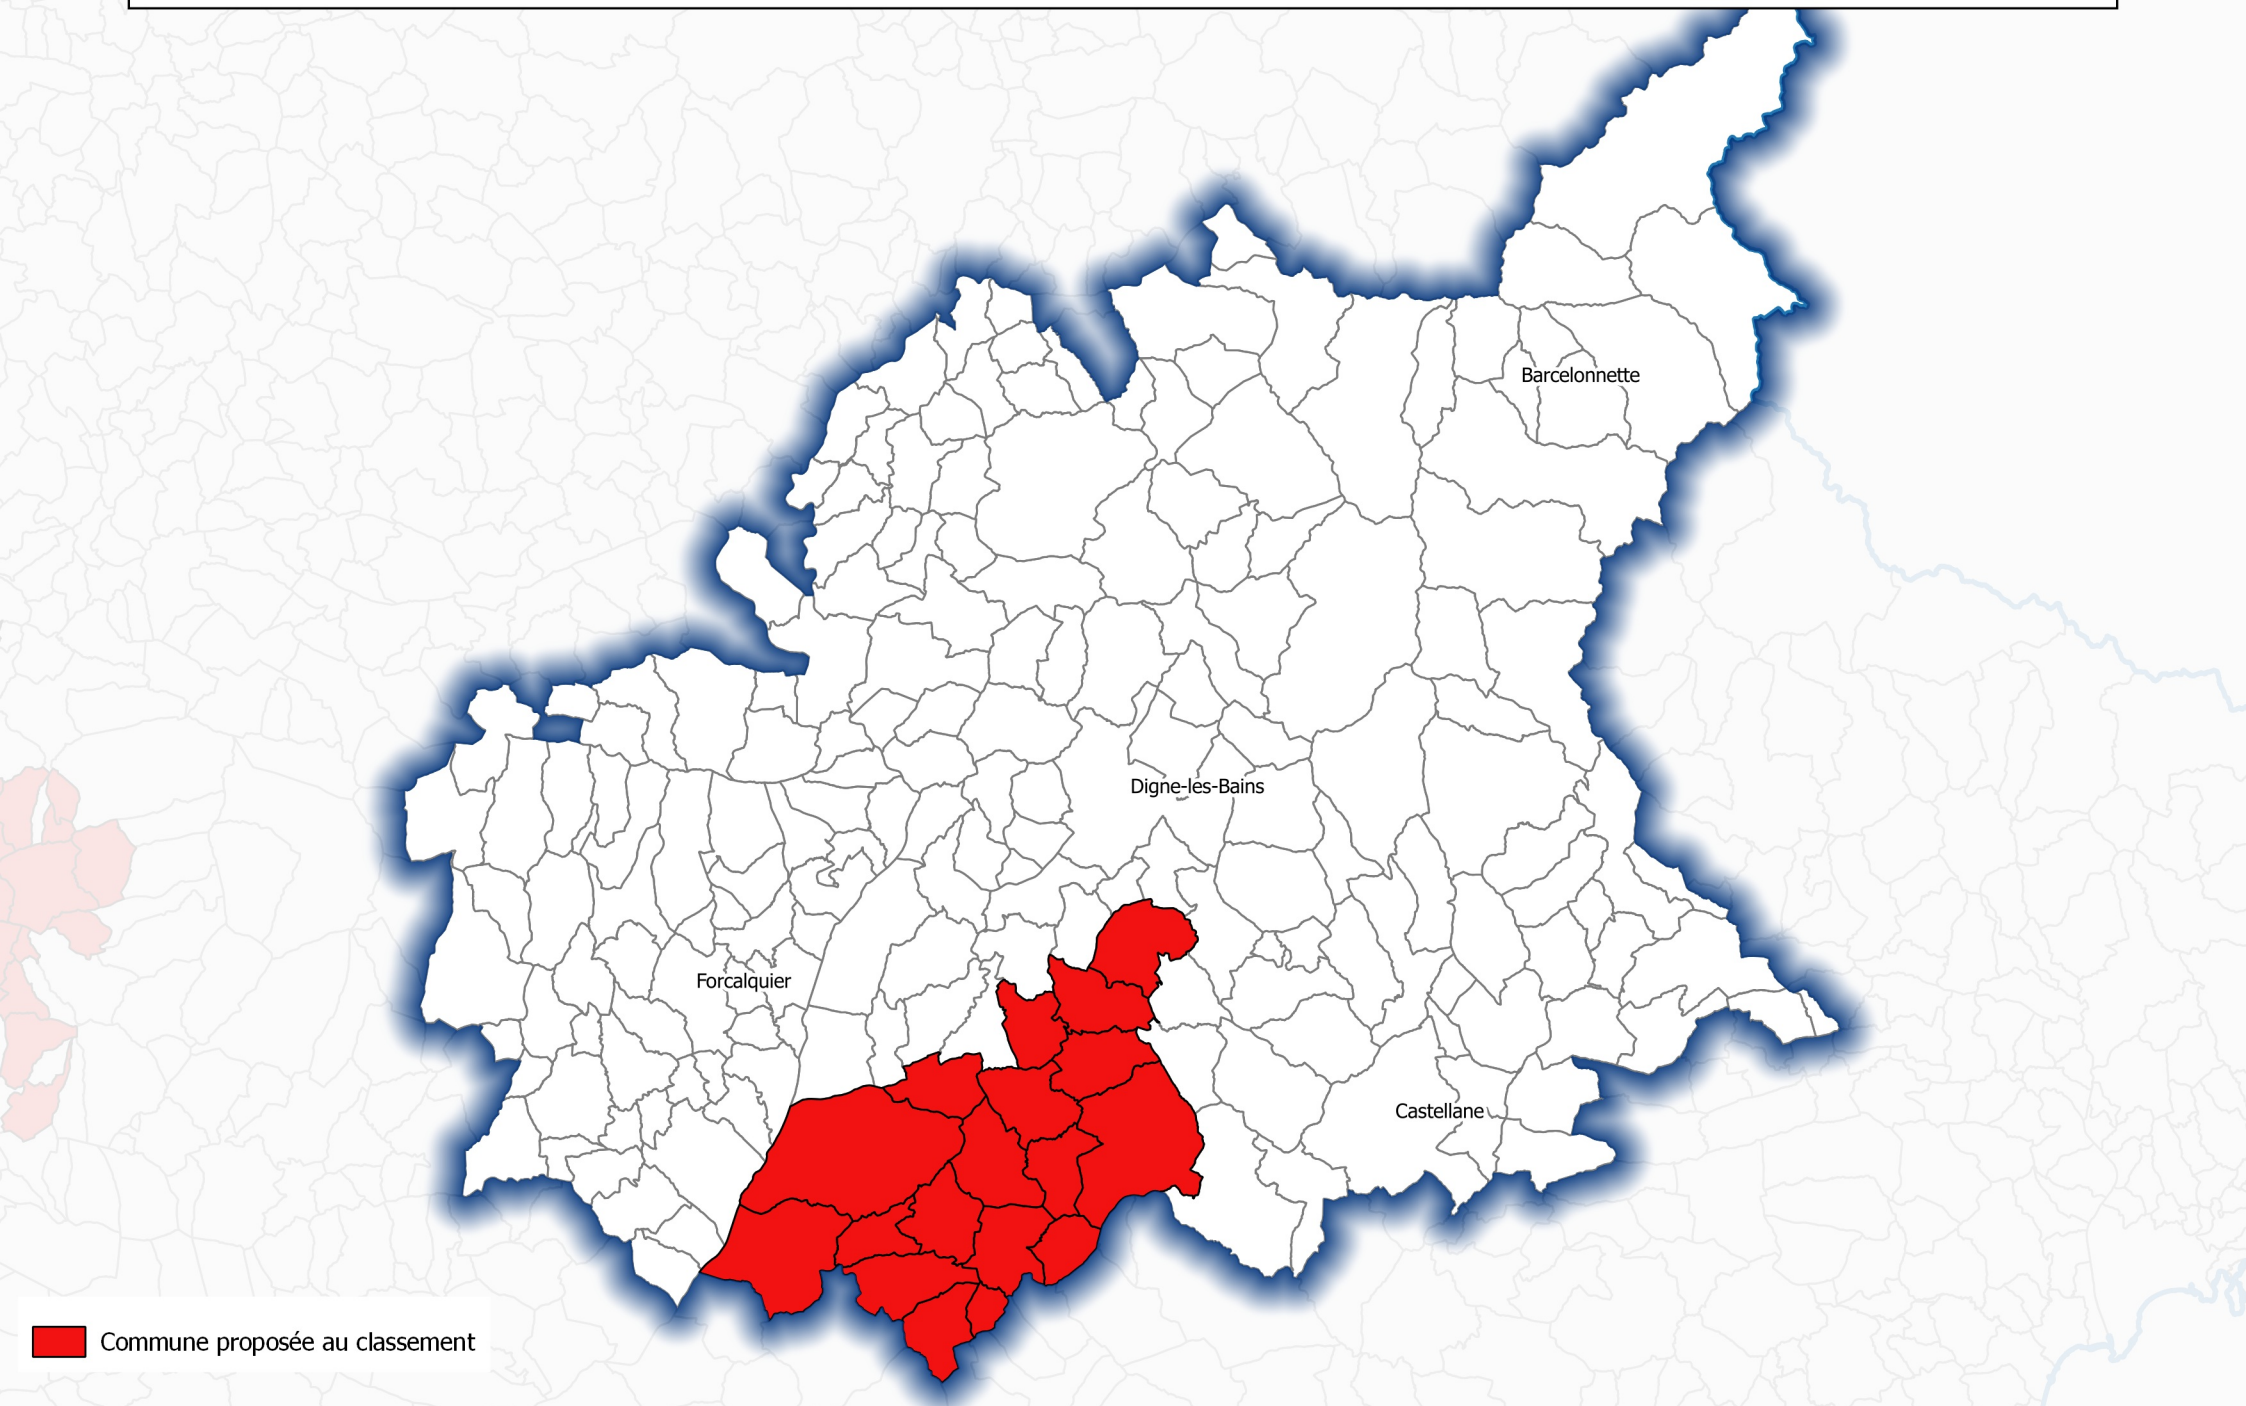 Barcelonnette
Digne-les-Bains
Forcalquier
Castellane
Commune proposée au classement